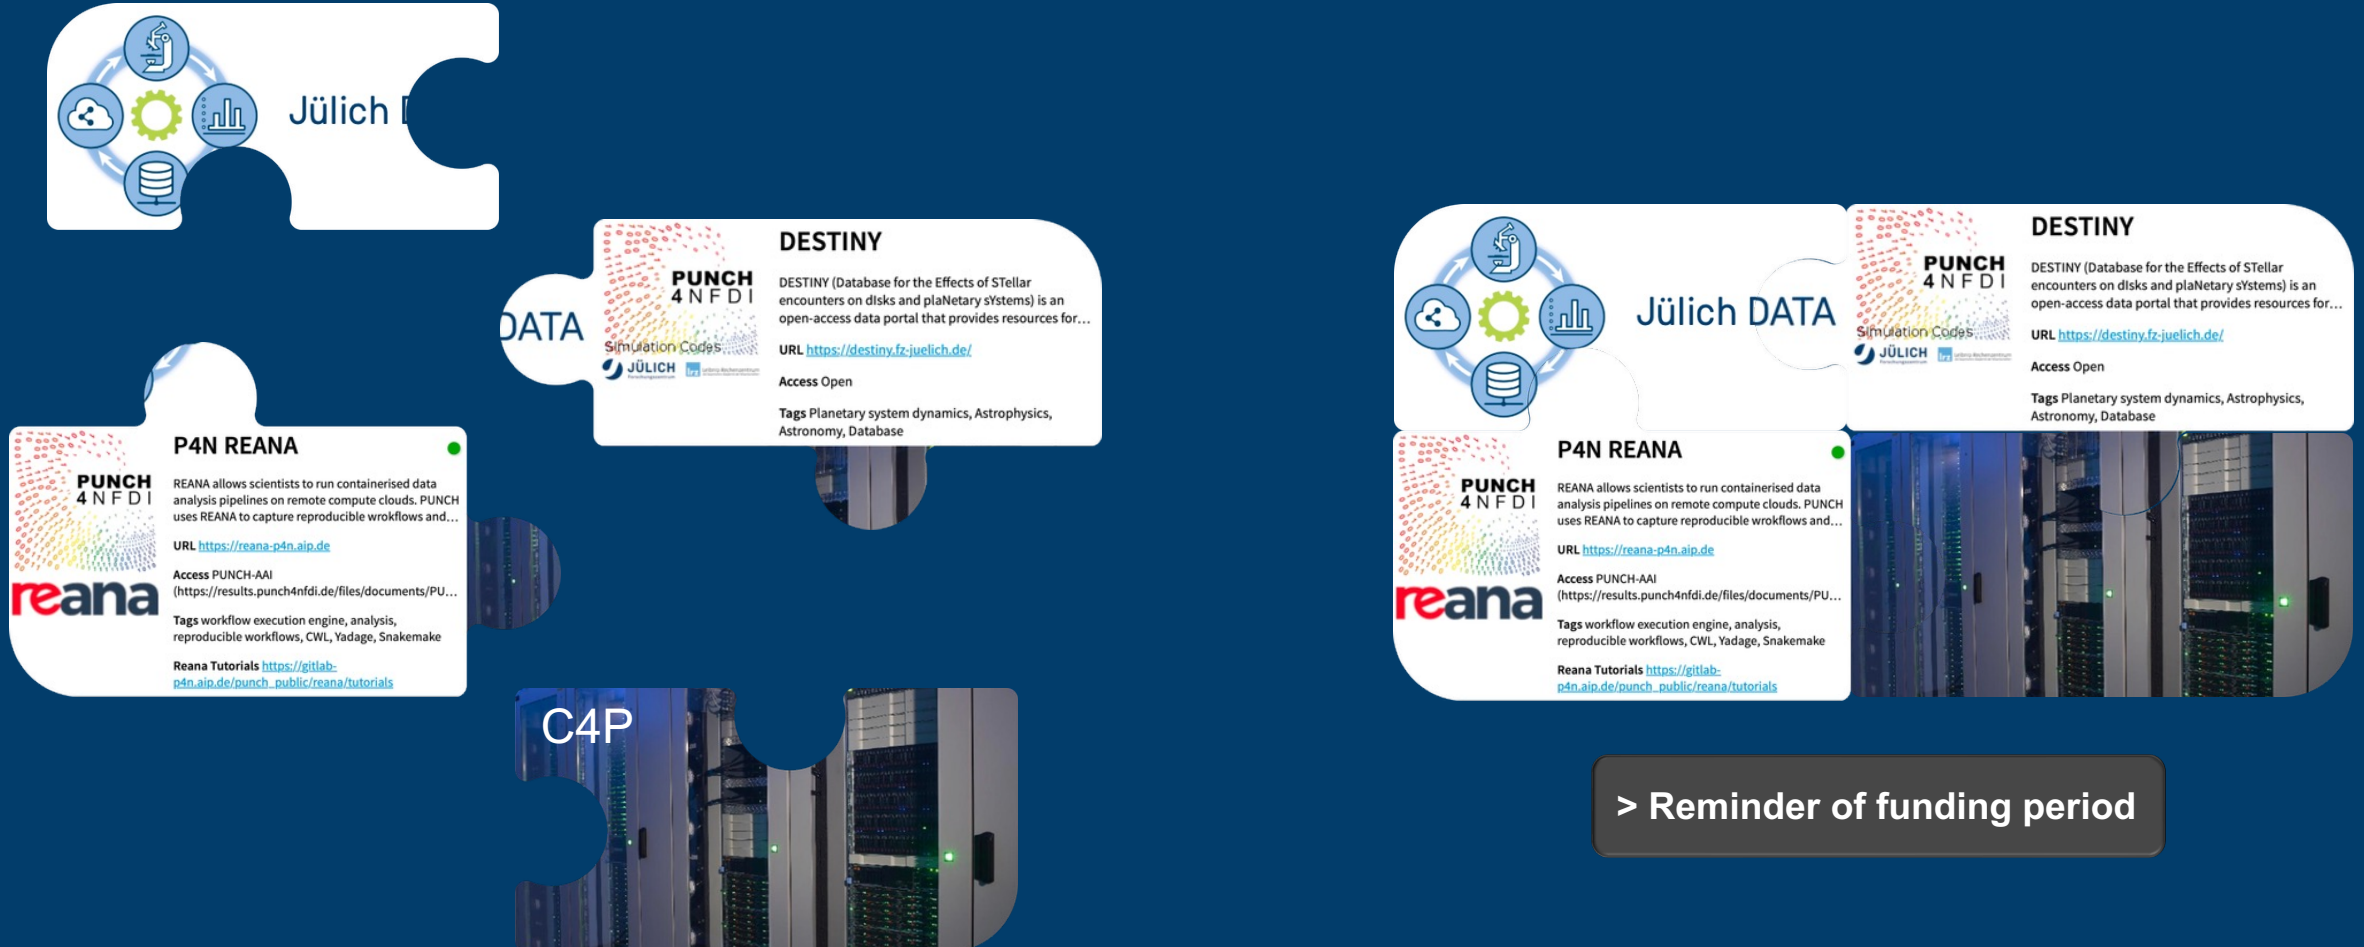 Jülich D
DATA
PUNCH
4NFDI
Simulation Codes
JÜLICH
Forschungszentrum
lrz
DESTINY
DESTINY (Database for the Effects of STellar
encounters on dIsks and plaNetary sYstems) is an
open-access data portal that provides resources for...
URL https://destiny.fz-juelich.de/
Access Open
Tags Planetary system dynamics, Astrophysics,
Astronomy, Database
PUNCH
4NFDI
reana
P4N REANA
REANA allows scientists to run containerised data
analysis pipelines on remote compute clouds. PUNCH
uses REANA to capture reproducible wrokflows and...
URL https://reana-p4n.aip.de
Access PUNCH-AAI
(https://results.punch4nfdi.de/files/documents/PU...
Tags workflow execution engine, analysis,
reproducible workflows, CWL, Yadage, Snakemake
Reana Tutorials https://gitlab-
p4n.aip.de/punch_public/reana/tutorials
C4P
Jülich DATA
PUNCH
4NFDI
Simulation Codes
JÜLICH
Forschungszentrum
lrz
DESTINY
DESTINY (Database for the Effects of STellar
encounters on dIsks and plaNetary sYstems) is an
open-access data portal that provides resources for...
URL https://destiny.fz-juelich.de/
Access Open
Tags Planetary system dynamics, Astrophysics,
Astronomy, Database
PUNCH
4NFDI
reana
P4N REANA
REANA allows scientists to run containerised data
analysis pipelines on remote compute clouds. PUNCH
uses REANA to capture reproducible wrokflows and...
URL https://reana-p4n.aip.de
Access PUNCH-AAI
(https://results.punch4nfdi.de/files/documents/PU...
Tags workflow execution engine, analysis,
reproducible workflows, CWL, Yadage, Snakemake
Reana Tutorials https://gitlab-
p4n.aip.de/punch_public/reana/tutorials
> Reminder of funding period